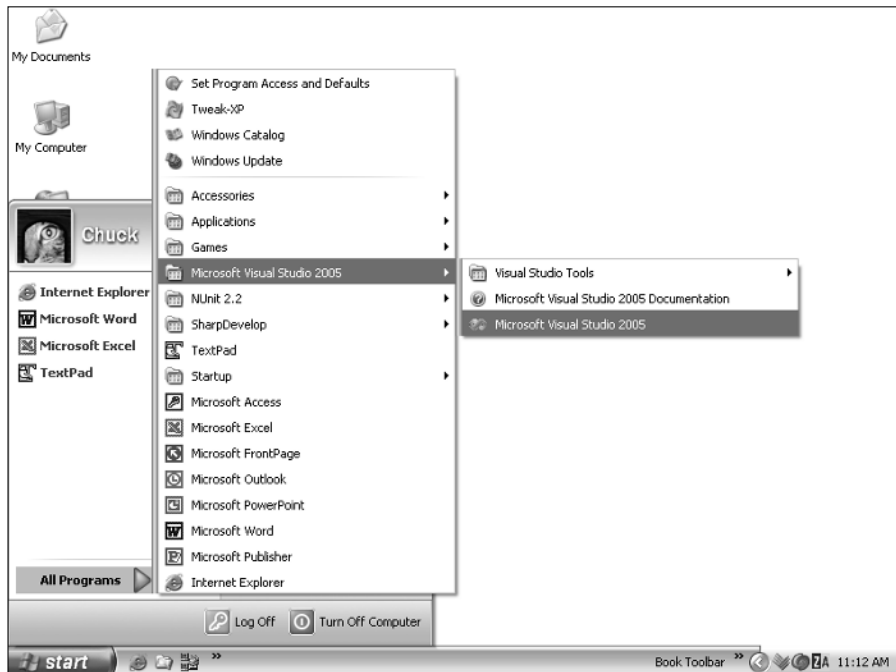 My Documents
My Computer
Chuck
Internet Explorer
Microsoft Word
Microsoft Excel
TextPad
All Programs
Set Program Access and Defaults
Tweak-XP
Windows Catalog
Windows Update
Accessories
Applications
Games
Microsoft Visual Studio 2005
NUnit 2.2
SharpDevelop
TextPad
Startup
Microsoft Access
Microsoft Excel
Microsoft FrontPage
Microsoft Outlook
Microsoft PowerPoint
Microsoft Word
Microsoft Publisher
Internet Explorer
Visual Studio Tools
Microsoft Visual Studio 2005 Documentation
Microsoft Visual Studio 2005
Log Off
Turn Off Computer
start
»
Book Toolbar »
11:12 AM